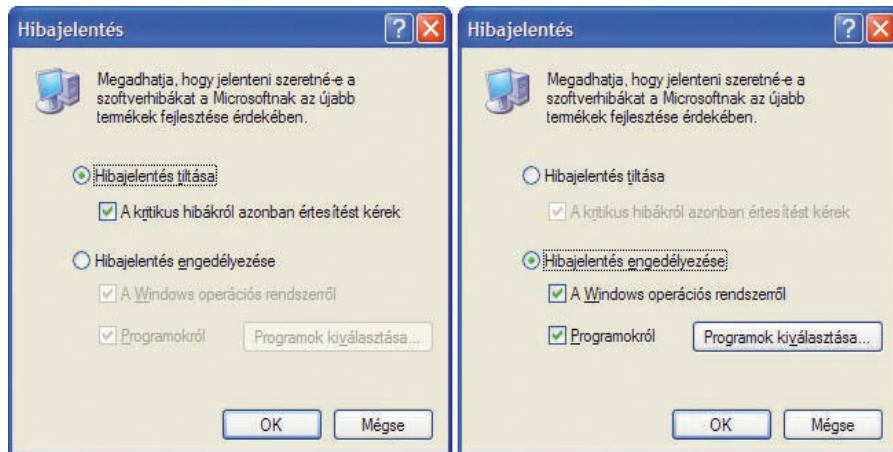 Hibajelentés
Megadhatja, hogy jelenteni szeretné-e a
szoftverhibákat a Microsoftnak az újabb
termékek fejlesztése érdekében.
Hibajelentés tiltása
A kritikus hibákról azonban értesítést kérek
Hibajelentés engedélyezése
A Windows operációs rendszerről
Programokról
Programok kiválasztása...
OK
Mégse
Hibajelentés
Megadhatja, hogy jelenteni szeretné-e a
szoftverhibákat a Microsoftnak az újabb
termékek fejlesztése érdekében.
Hibajelentés tiltása
A kritikus hibákról azonban értesítést kérek
Hibajelentés engedélyezése
A Windows operációs rendszerről
Programokról
Programok kiválasztása...
OK
Mégse